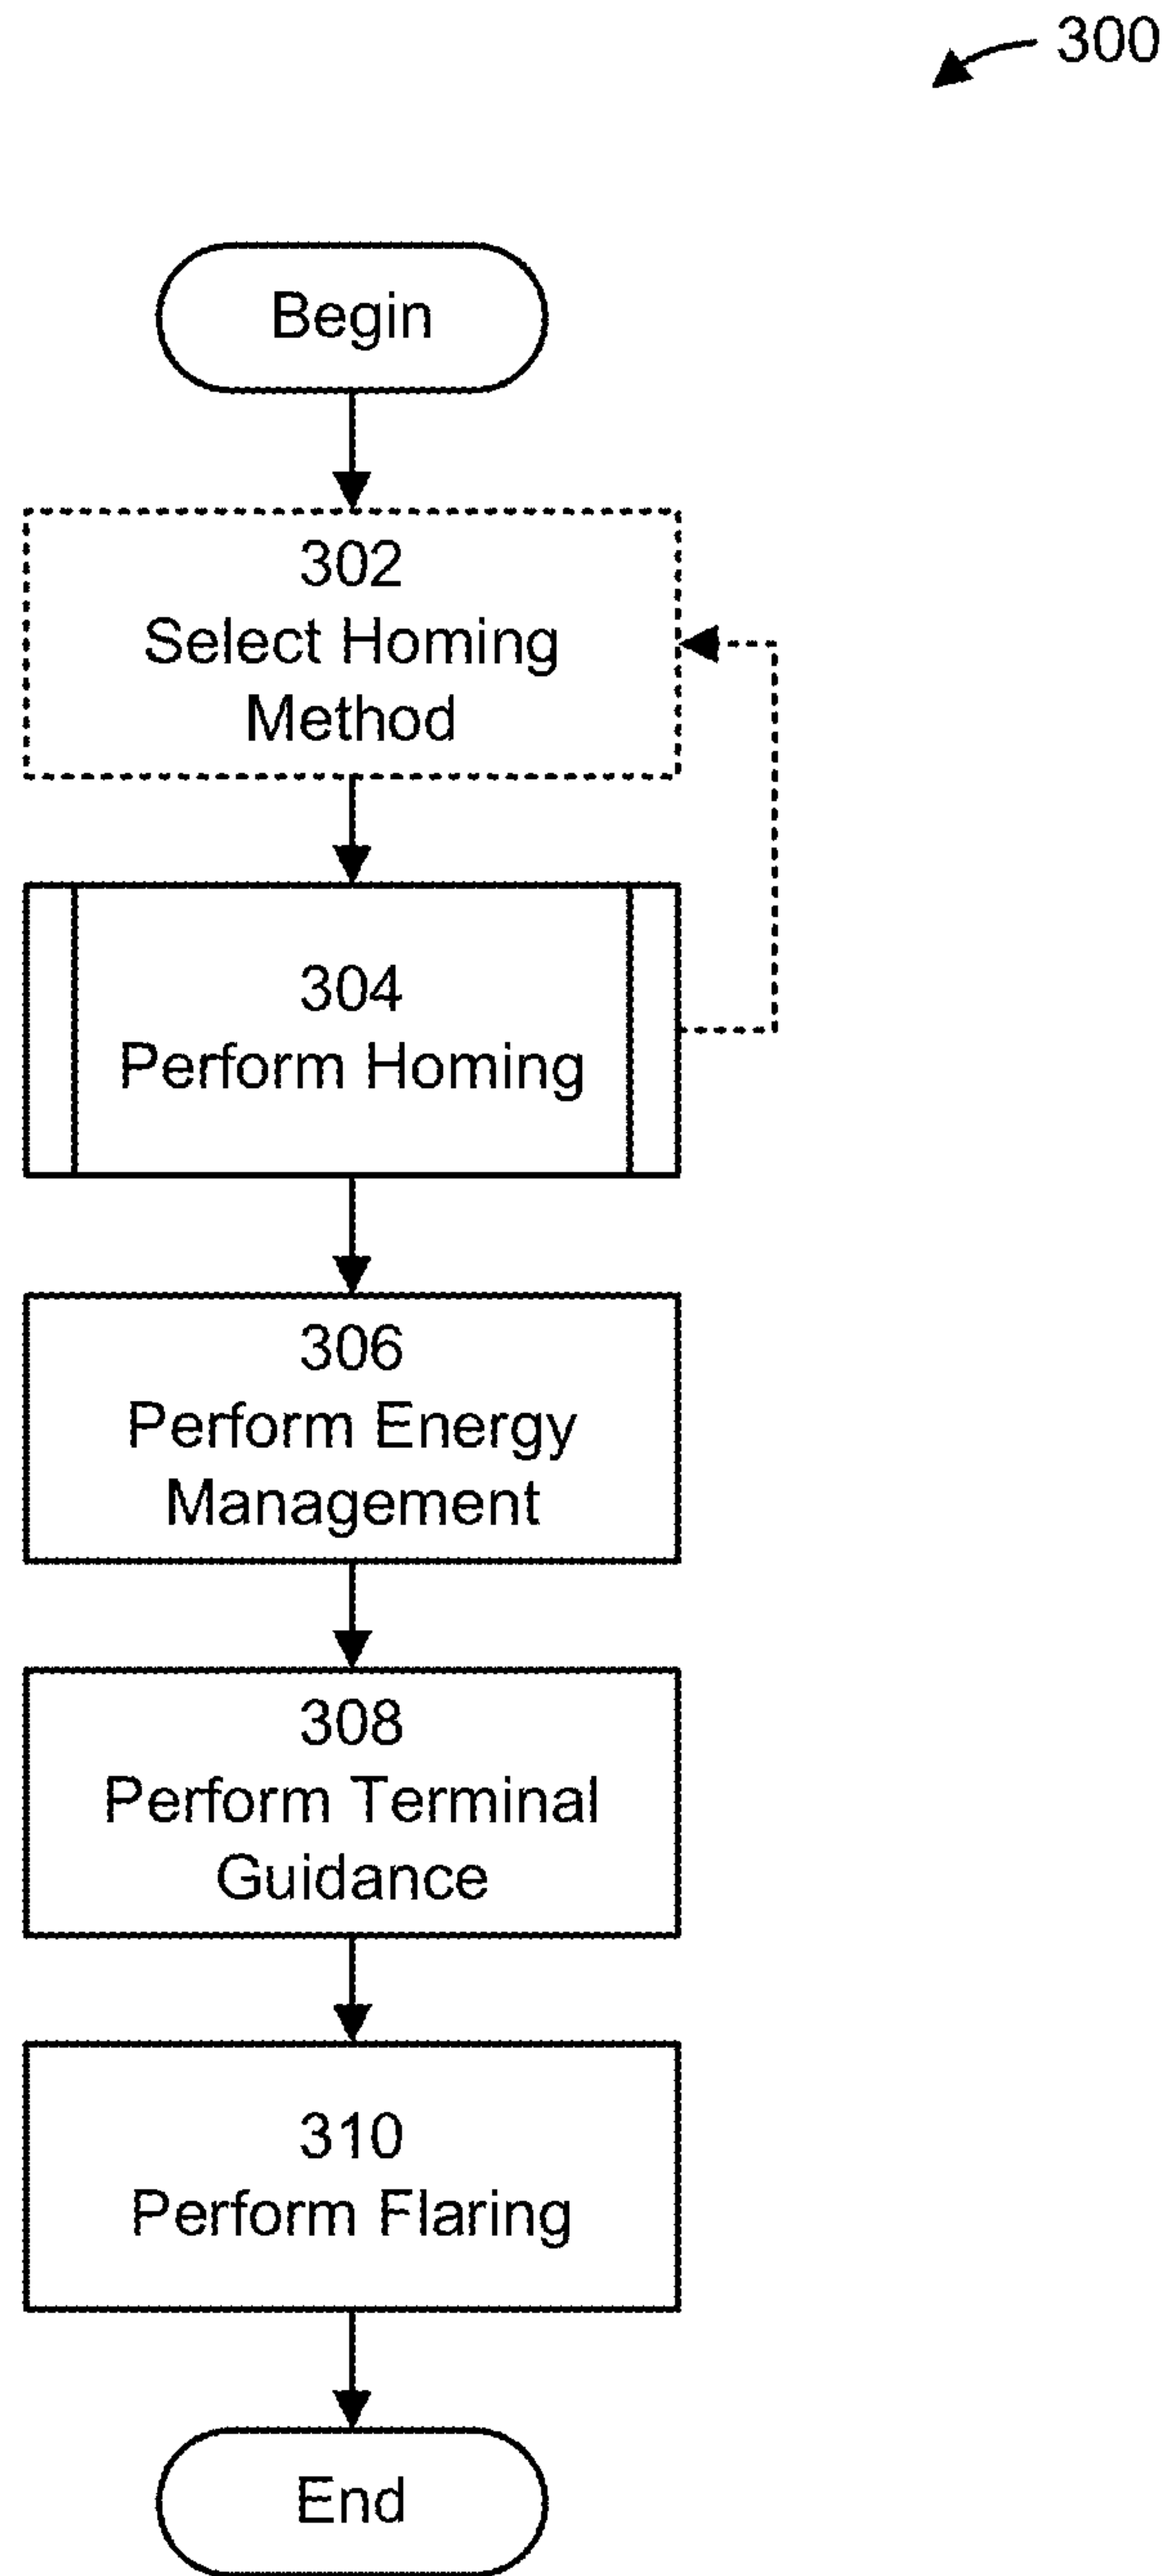 300
Begin
302
Select Homing
Method
304
Perform Homing
306
Perform Energy
Management
308
Perform Terminal
Guidance
310
Perform Flaring
End